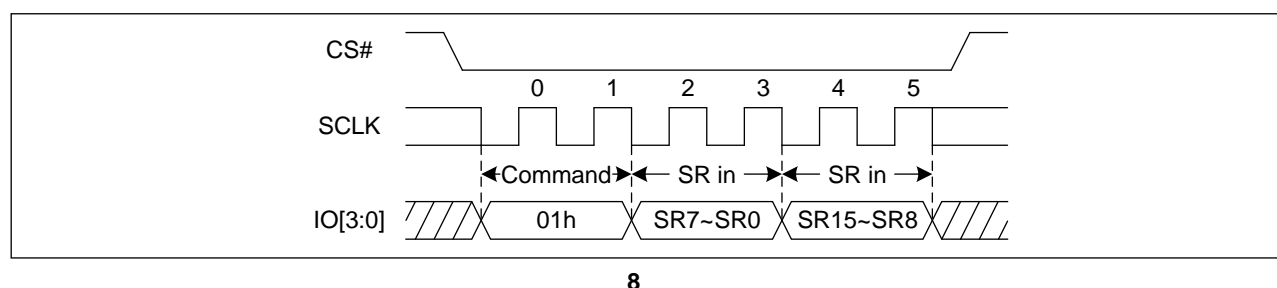 CS#
0 1 2 3 4 5
SCLK
Command SR in SR in
IO[3:0] 01h SR7~SR0 SR15~SR8
8